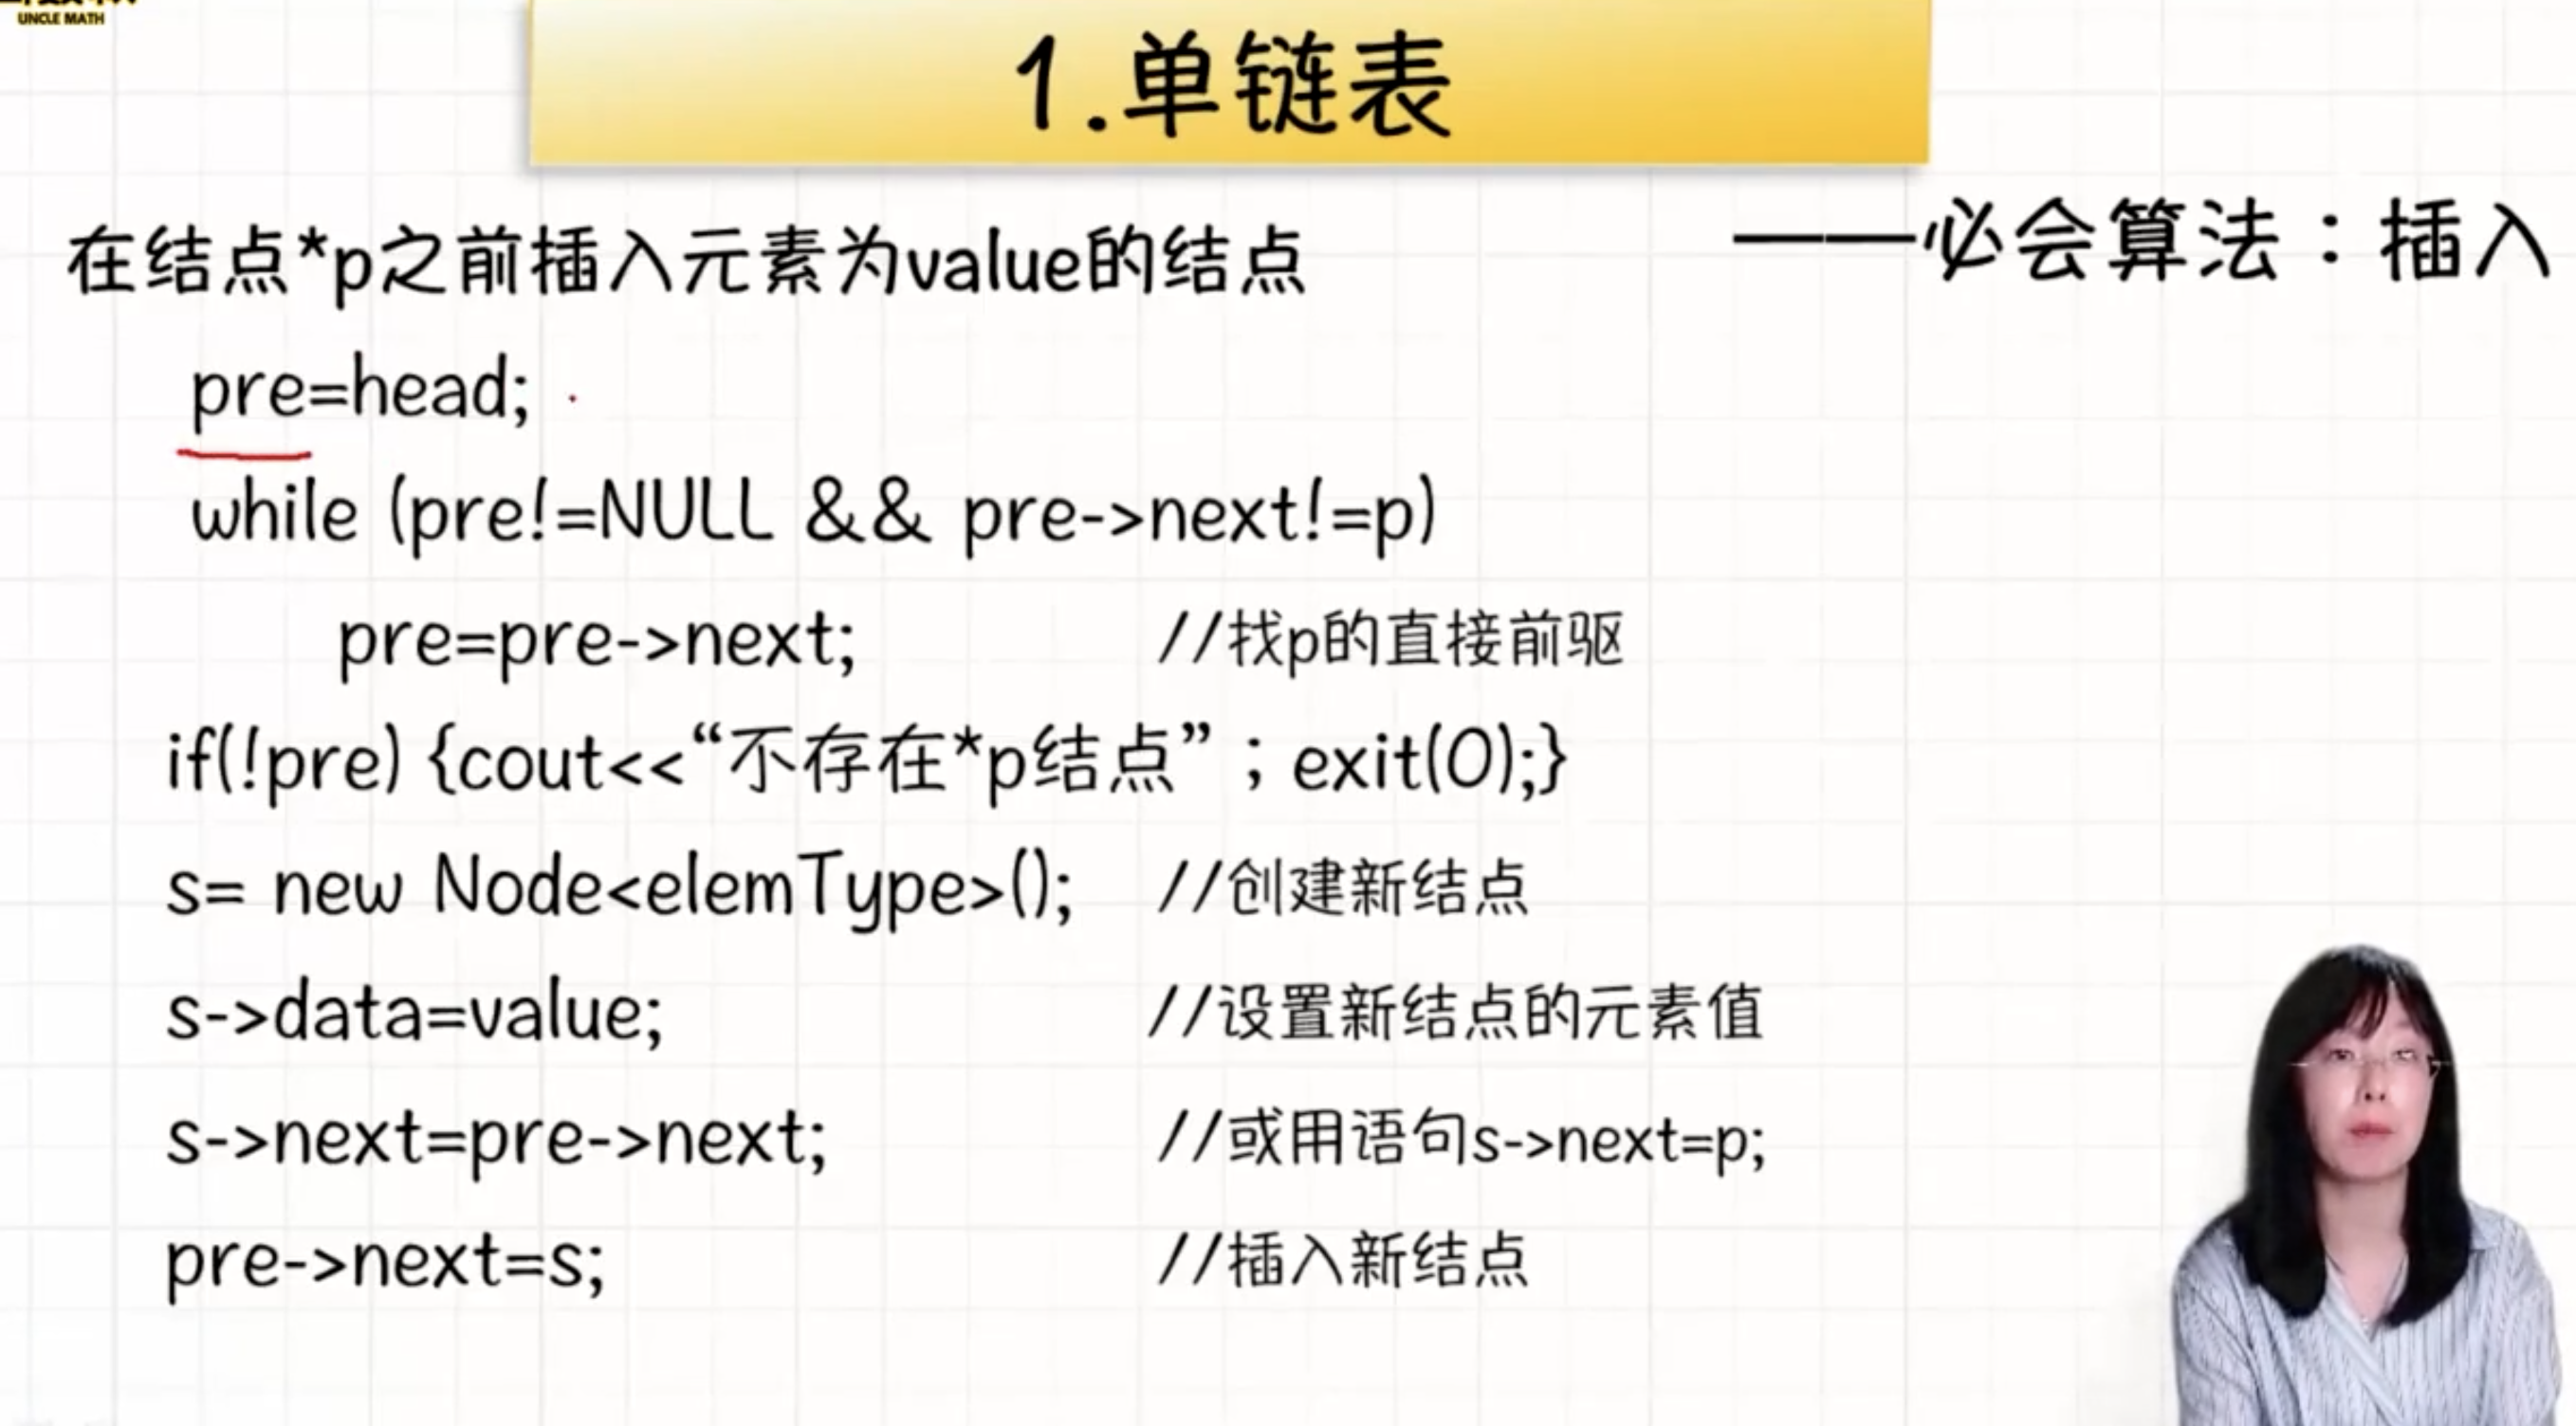 UNCLE MATH
1.单链表
——必会算法：插入
在结点*p之前插入元素为value的结点
pre=head;
while (pre!=NULL && pre->next!=p)
pre=pre->next; //找p的直接前驱
if(!pre) {cout<<“不存在*p结点”；exit(0);}
s= new Node<elemType>(); //创建新结点
s->data=value; //设置新结点的元素值
s->next=pre->next; //或用语句s->next=p;
pre->next=s; //插入新结点